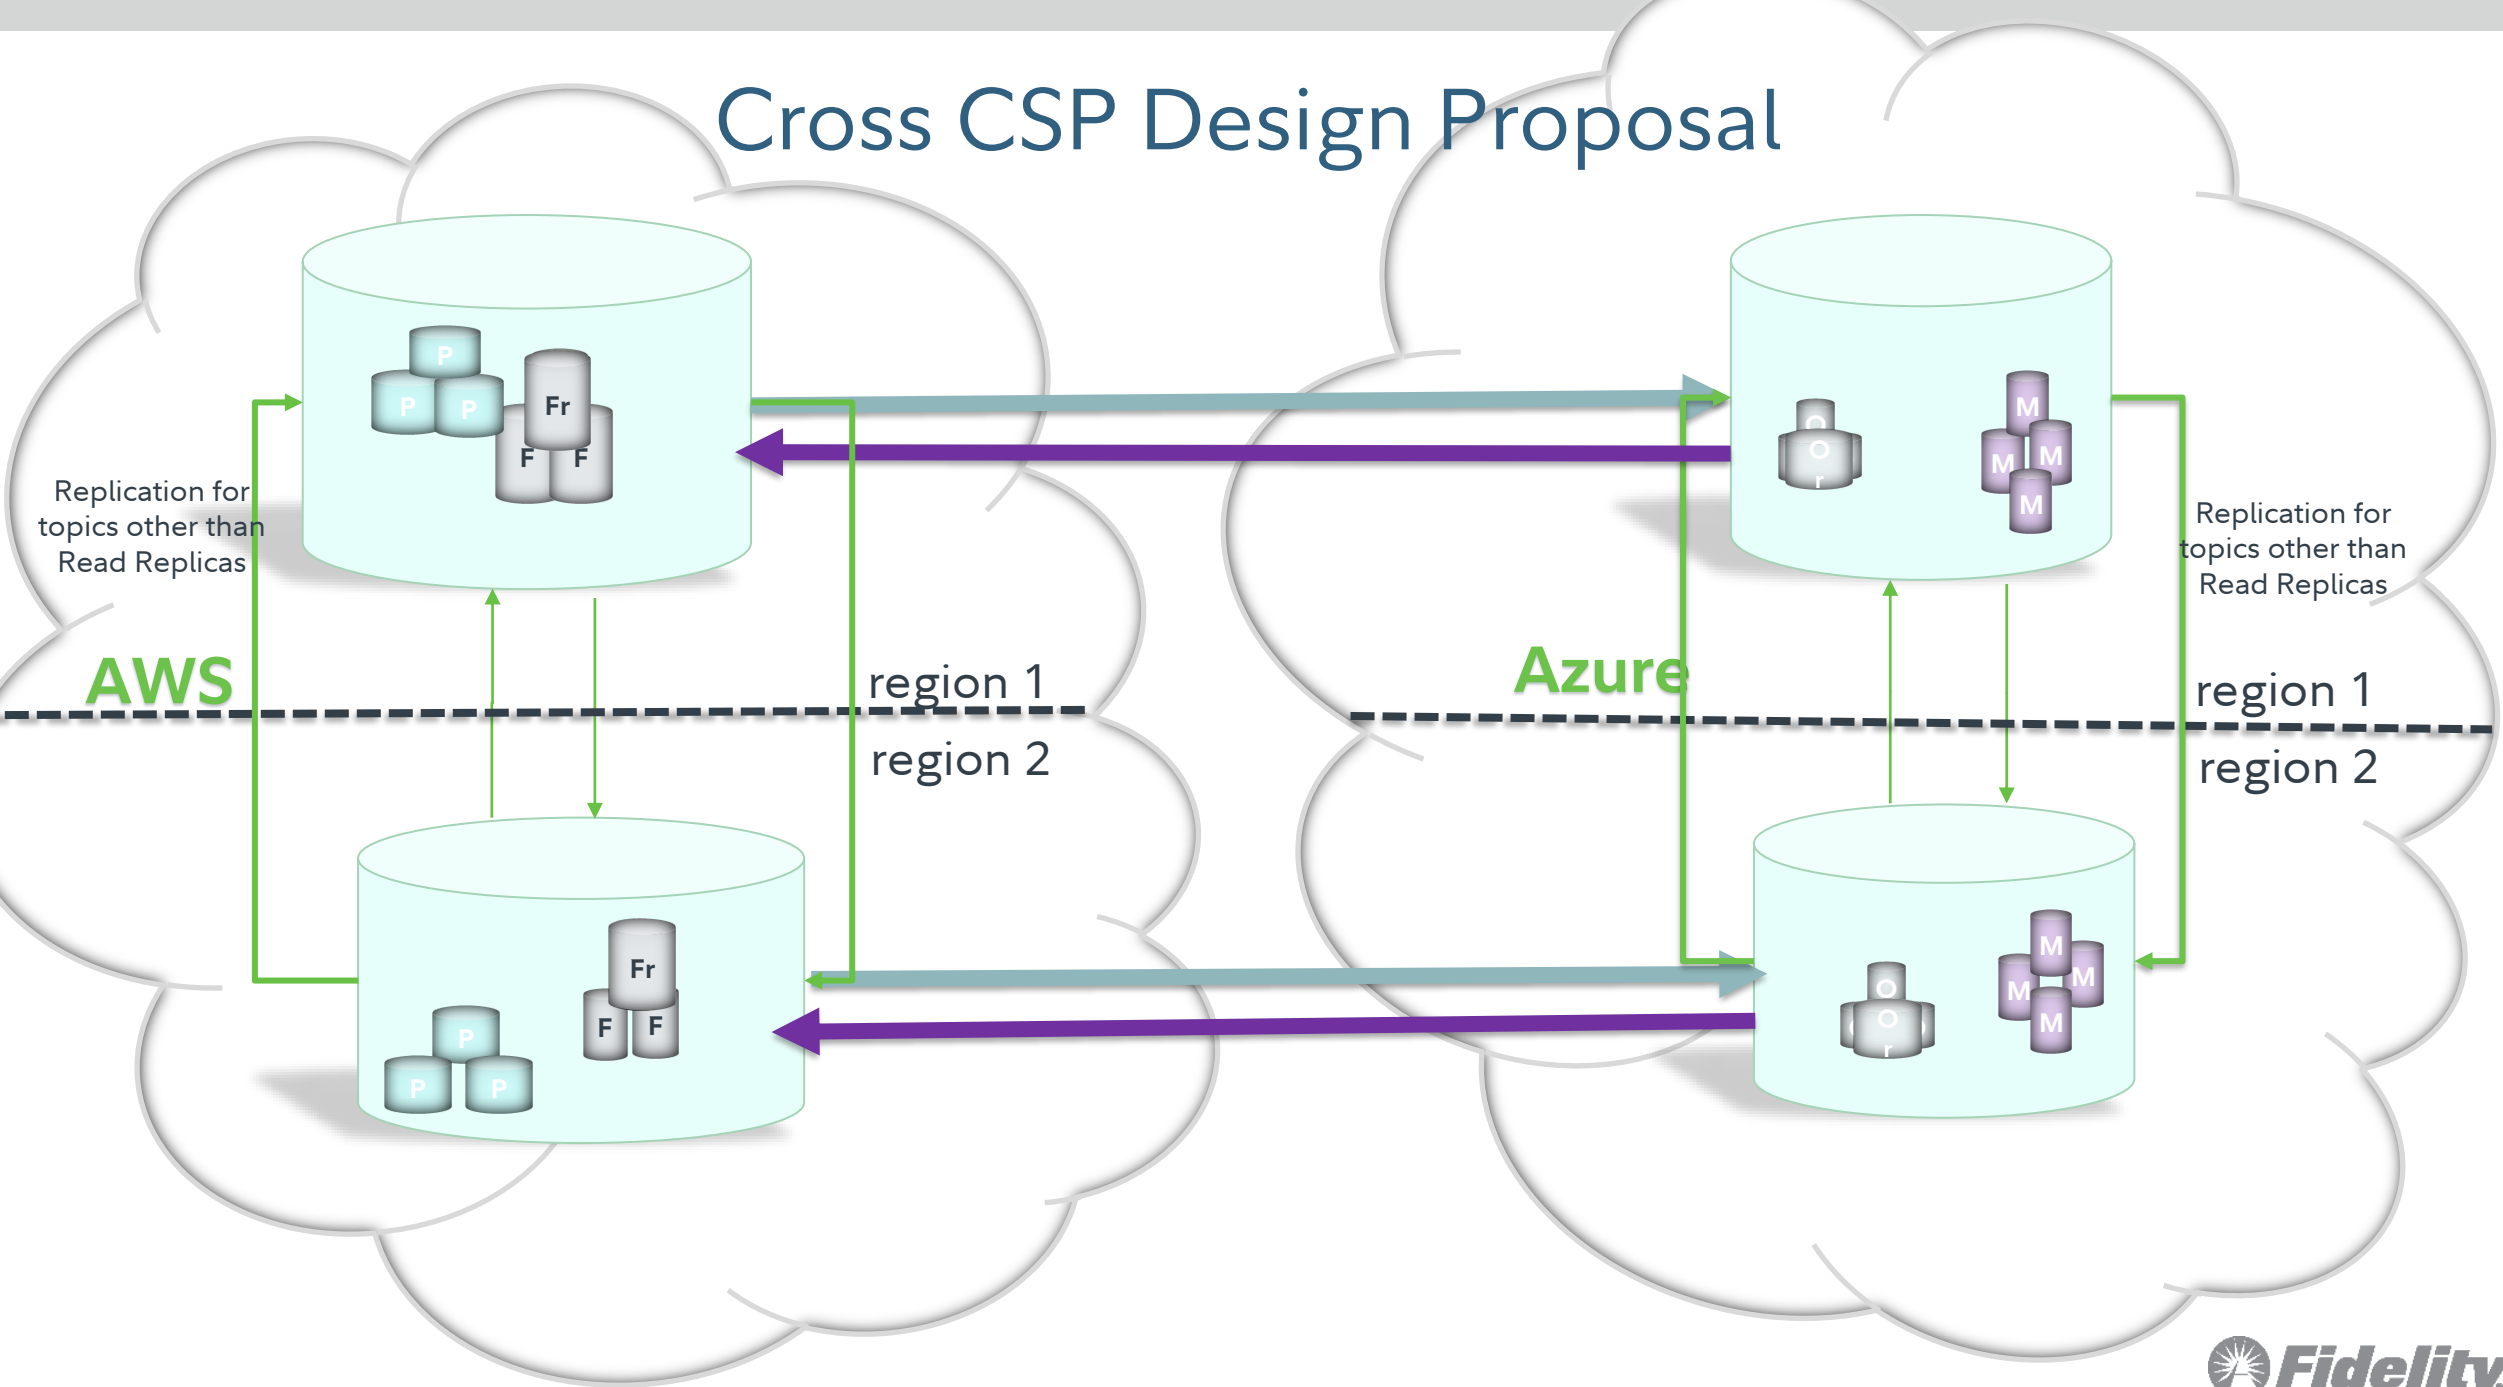 Cross CSP Design Proposal
P
P
P
Fr
F
F
O
O
r
M
M
M
M
Replication for
topics other than
Read Replicas
Replication for
topics other than
Read Replicas
AWS
region 1
region 2
Azure
region 1
region 2
Fr
F
F
P
P
P
O
O
r
M
M
M
M
Fidelity